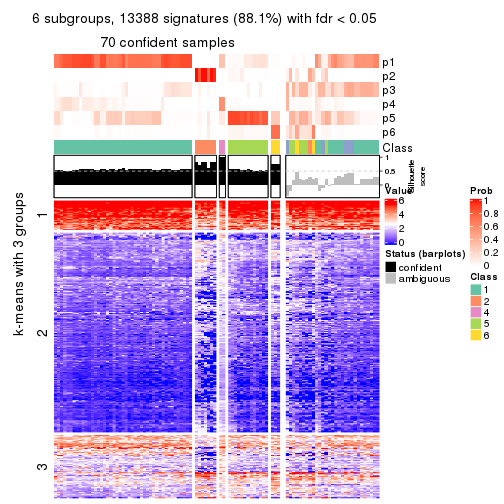 6 subgroups, 13388 signatures (88.1%) with fdr < 0.05
70 confident samples
p1
p2
p3
p4
p5
p6
Class
1
0.5
0
Silhouette
score
k-means with 3 groups
1
2
3
Value
6
4
2
0
Status (barplots)
confident
ambiguous
Prob
1
0.8
0.6
0.4
0.2
0
Class
1
2
4
5
6